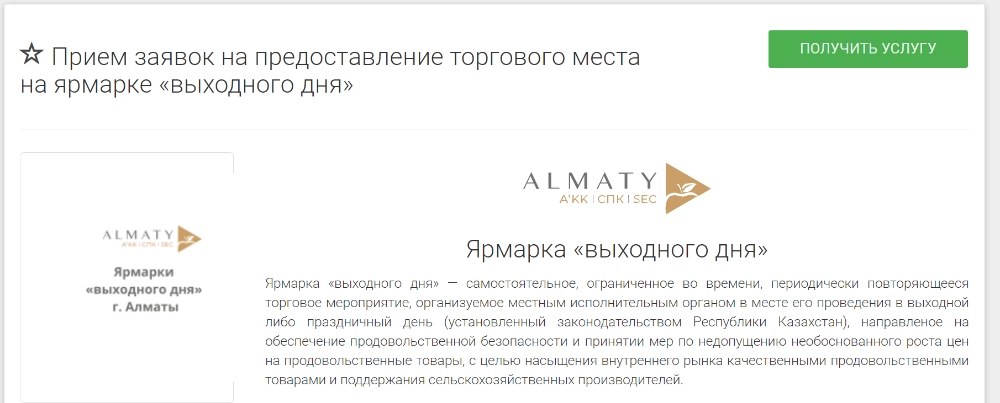 Прием заявок на предоставление торгового места
на ярмарке «выходного дня»
ПОЛУЧИТЬ УСЛУГУ
ALMATY
A'KK | СПК | SEC
Ярмарки
«выходного дня»
г. Алматы
ALMATY
A'KK | СПК | SEC
Ярмарка «выходного дня»
Ярмарка «выходного дня» — самостоятельное, ограниченное во времени, периодически повторяющееся
торговое мероприятие, организуемое местным исполнительным органом в месте его проведения в выходной
либо праздничный день (установленный законодательством Республики Казахстан), направленое на
обеспечение продовольственной безопасности и принятии мер по недопущению необоснованного роста цен
на продовольственные товары, с целью насыщения внутреннего рынка качественными продовольственными
товарами и поддержания сельскохозяйственных производителей.